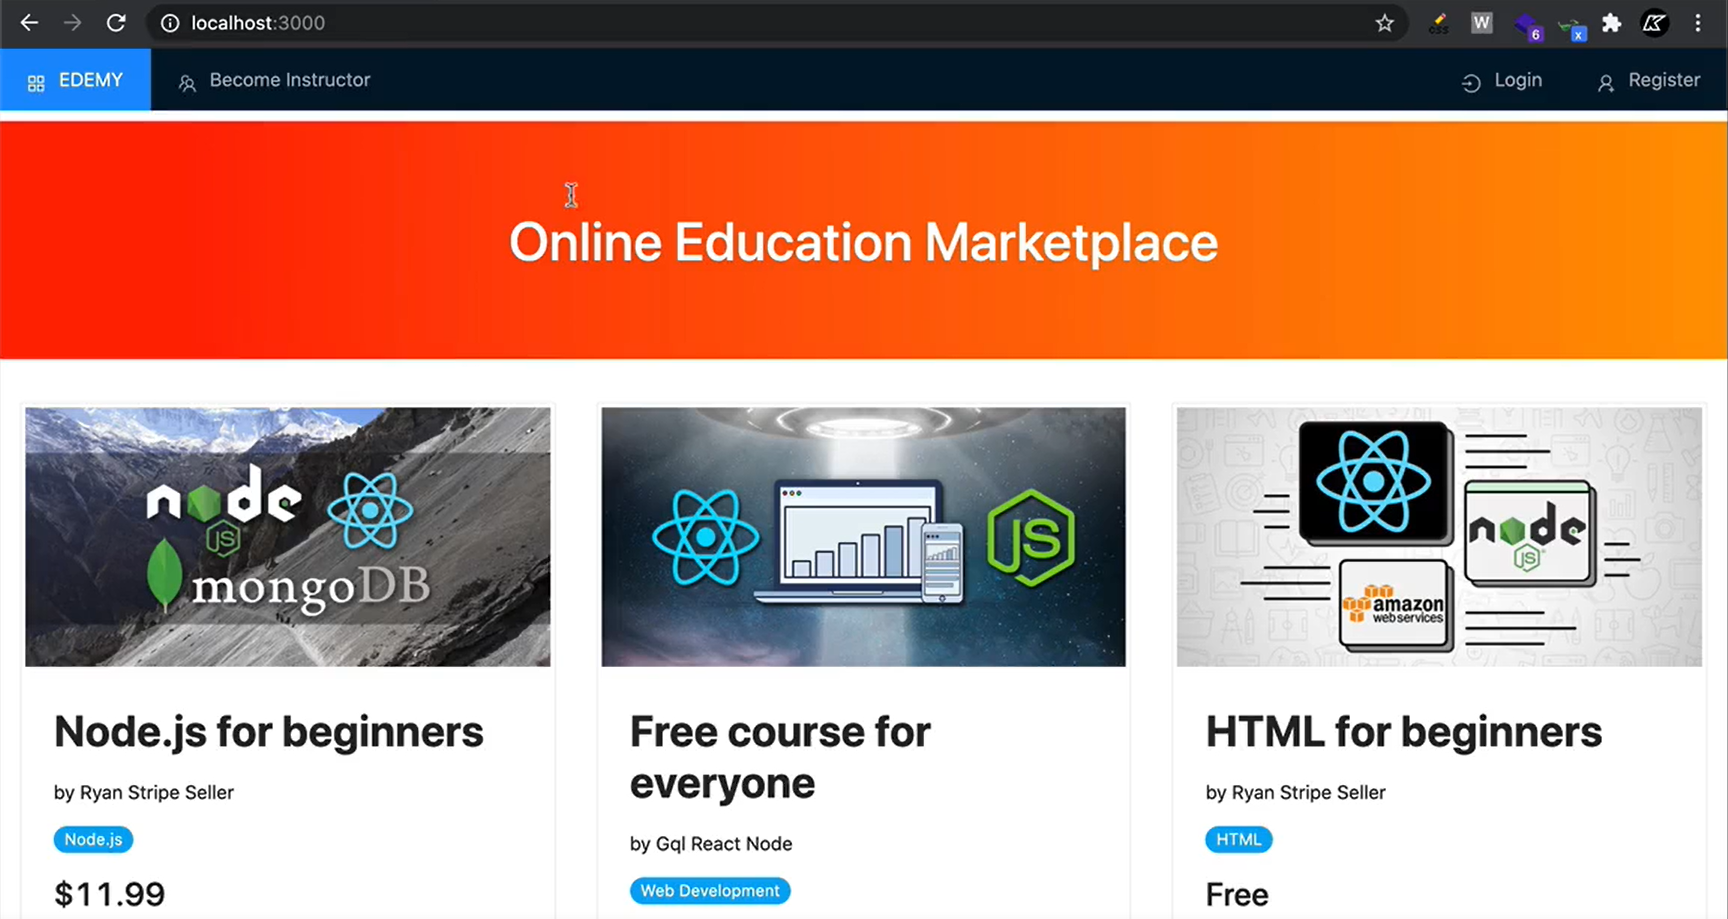 localhost:3000
css
W
6
x
EDEMY
Become Instructor
Login
Register
Online Education Marketplace
node
JS
mongoDB
JS
node
JS
amazon
webservices
Node.js for beginners
by Ryan Stripe Seller
Node.js
$11.99
Free course for
everyone
by Gql React Node
Web Development
HTML for beginners
by Ryan Stripe Seller
HTML
Free